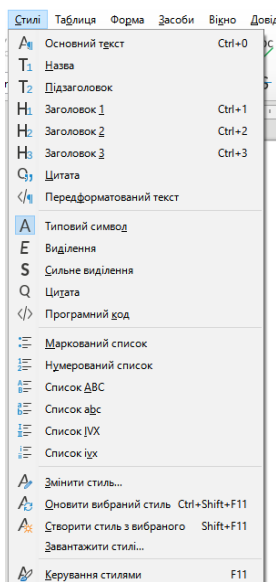 Стилі Таблиця Форма Засоби Вікно
Основний текст Ctrl+0
Назва
Підзаголовок
Заголовок 1 Ctrl+1
Заголовок 2 Ctrl+2
Заголовок 3 Ctrl+3
Цитата
Передформатований текст
Типовий символ
Виділення
Сильне виділення
Цитата
Програмний код
Маркований список
Нумерований список
Список ABC
Список abc
Список IVX
Список ivx
Змінити стиль...
Оновити вибраний стиль Ctrl+Shift+F11
Створити стиль з вибраного Shift+F11
Завантажити стилі...
Керування стилями F11